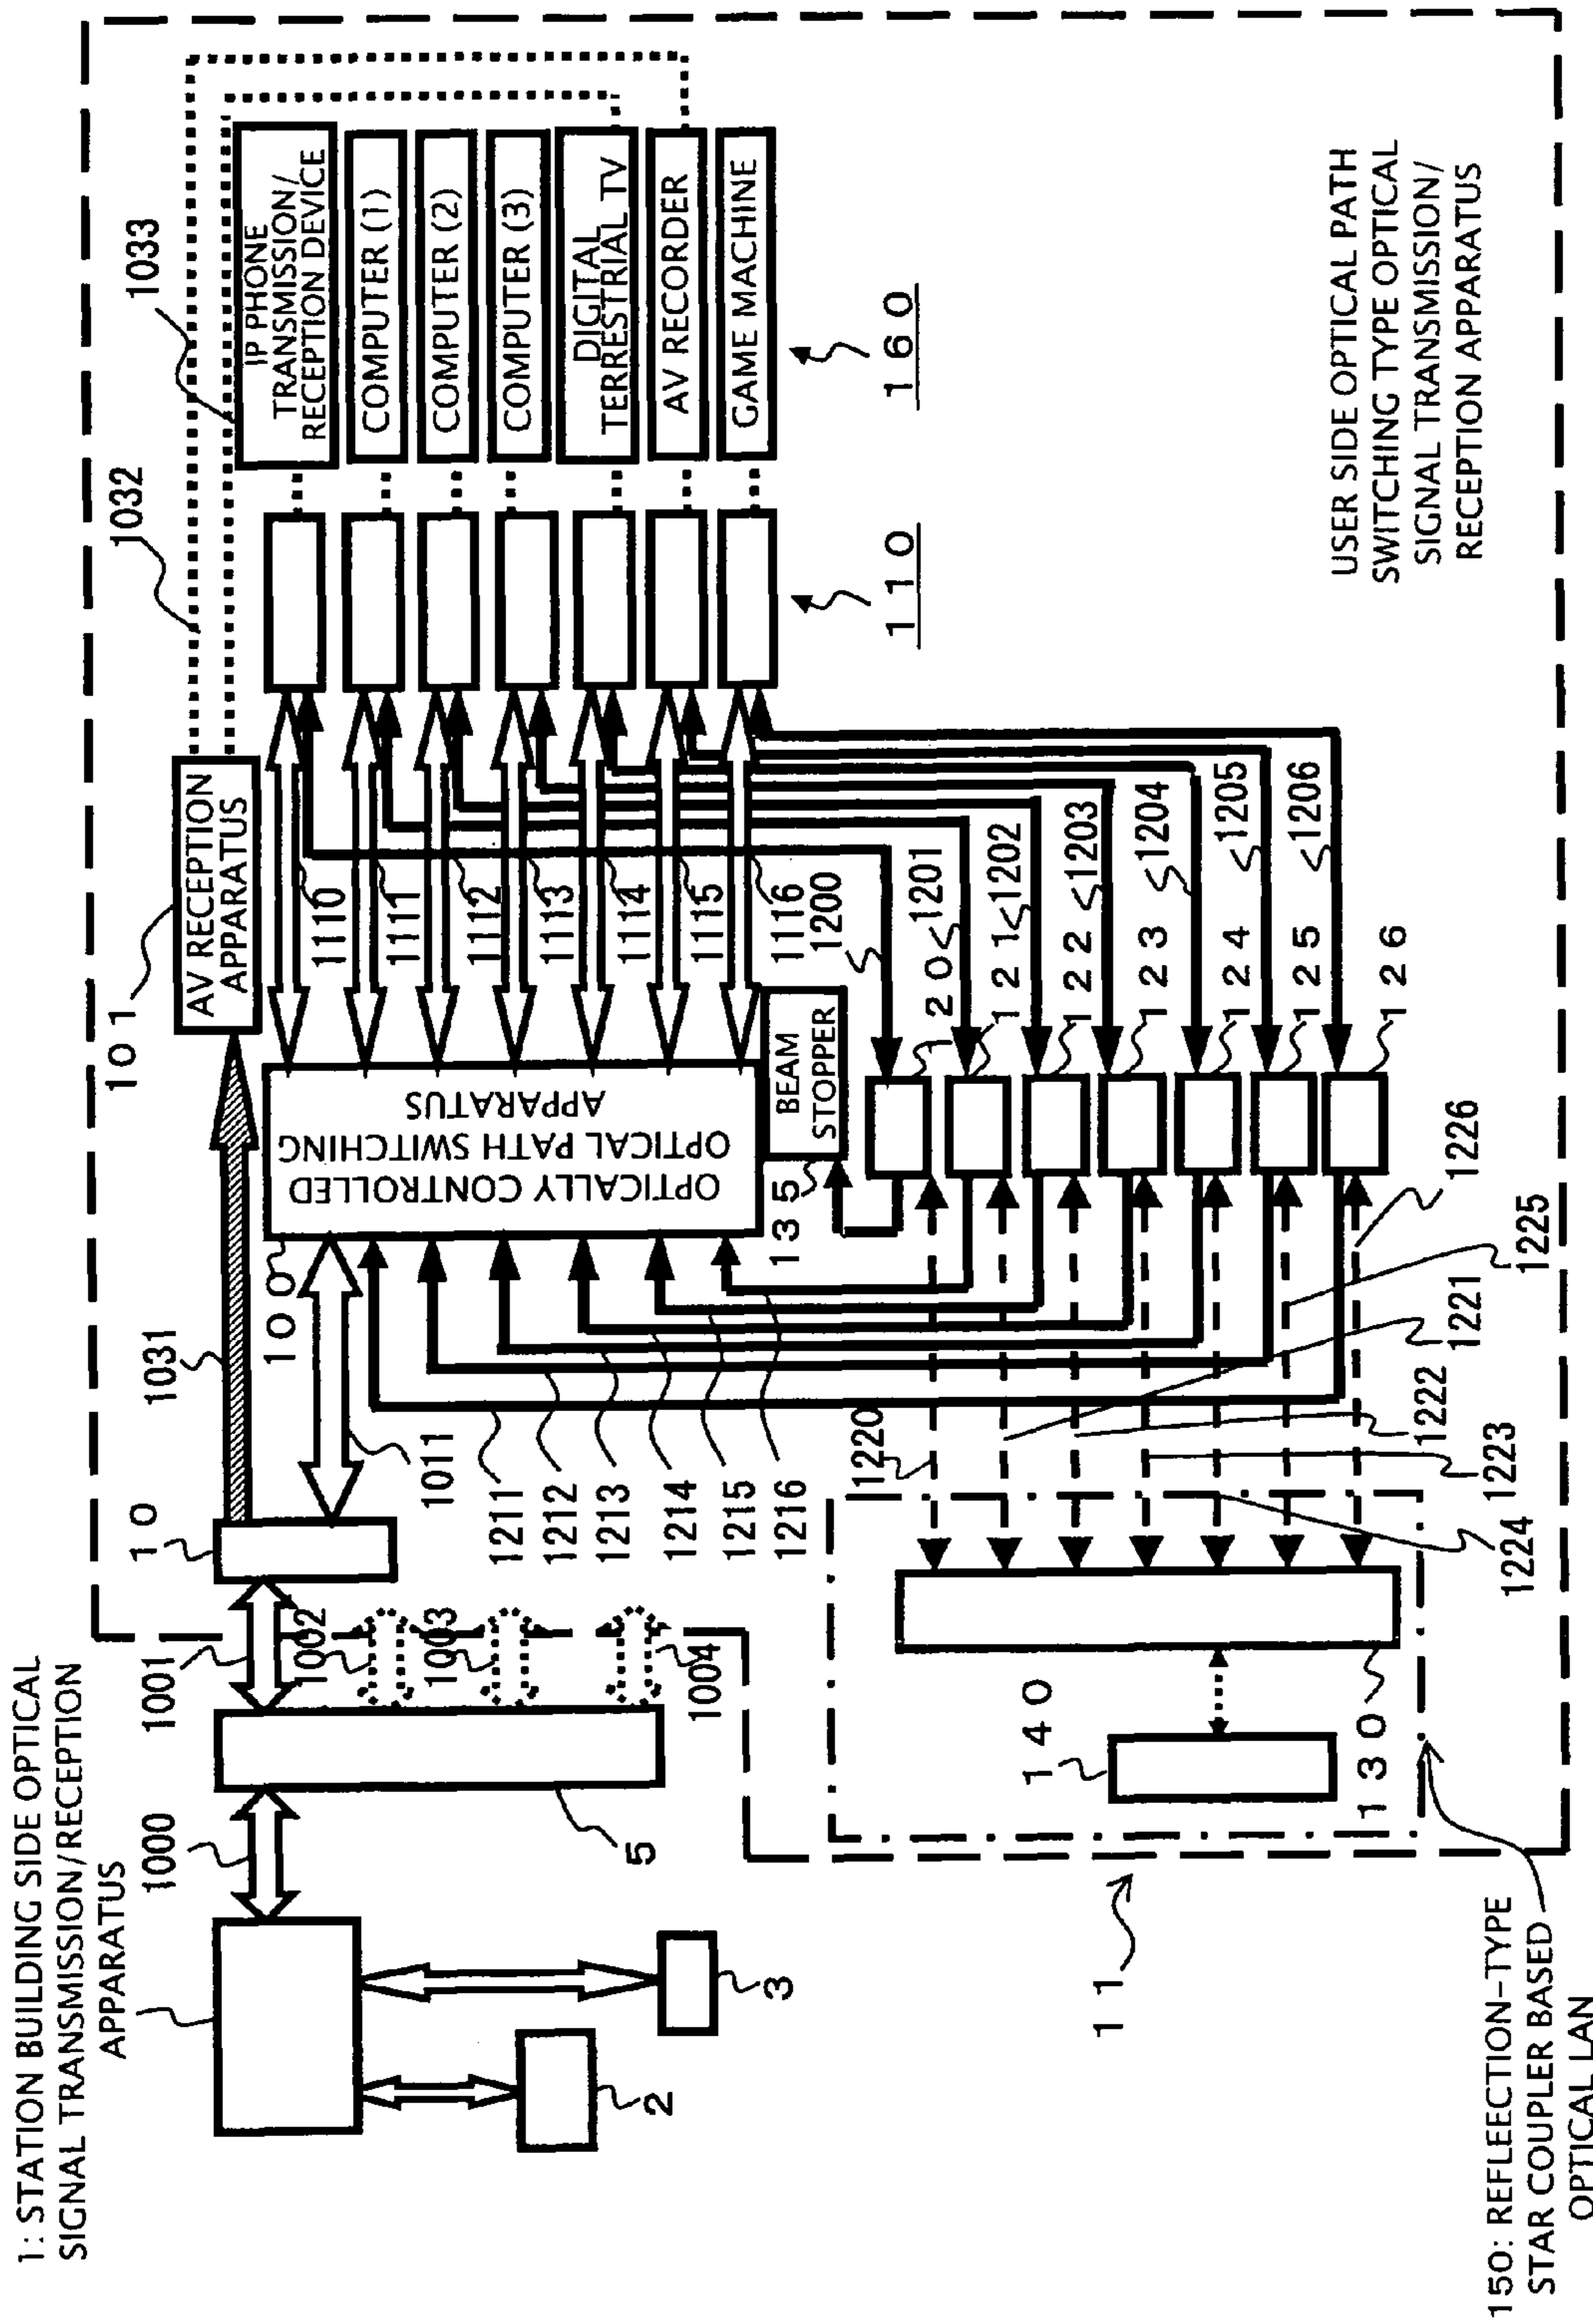 1: STATION BUILDING SIDE OPTICAL
SIGNAL TRANSMISSION/RECEPTION
APPARATUS
1000
1001
1002
1003
1004
5
2
3
10
1031
1011
101
AV RECEPTION
APPARATUS
1032
1033
100
OPTICALLY CONTROLLED
OPTICAL PATH SWITCHING
APPARATUS
1110
1111
1112
1113
1114
1115
1116
IP PHONE
TRANSMISSION/
RECEPTION DEVICE
COMPUTER (1)
COMPUTER (2)
COMPUTER (3)
DIGITAL
TERRESTRIAL TV
AV RECORDER
GAME MACHINE
110
160
BEAM
STOPPER
135
1200
1201
1202
1203
1204
1205
1206
120
121
122
123
124
125
126
1211
1212
1213
1214
1215
1216
1220
1221
1222
1223
1224
1225
1226
140
130
11
150: REFLEECTION-TYPE
STAR COUPLER BASED
OPTICAL LAN
USER SIDE OPTICAL PATH
SWITCHING TYPE OPTICAL
SIGNAL TRANSMISSION/
RECEPTION APPARATUS